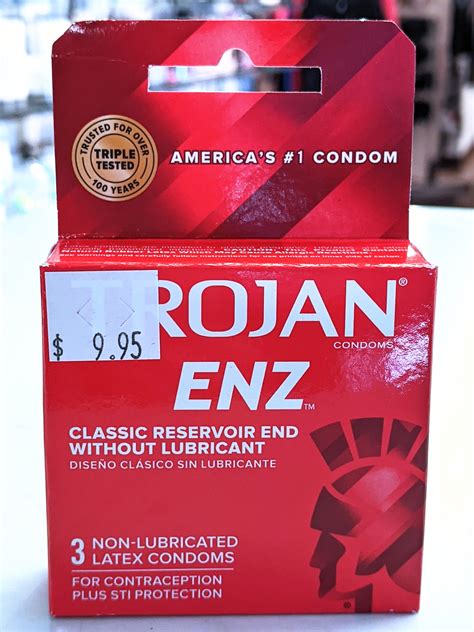 TRUSTED FOR OVER
TRIPLE
TESTED
100 YEARS
AMERICA'S #1 CONDOM
TROJAN®
CONDOMS
$ 9.95
ENZ™
CLASSIC RESERVOIR END
WITHOUT LUBRICANT
DISEÑO CLÁSICO SIN LUBRICANTE
3 NON-LUBRICATED
LATEX CONDOMS
FOR CONTRACEPTION
PLUS STI PROTECTION